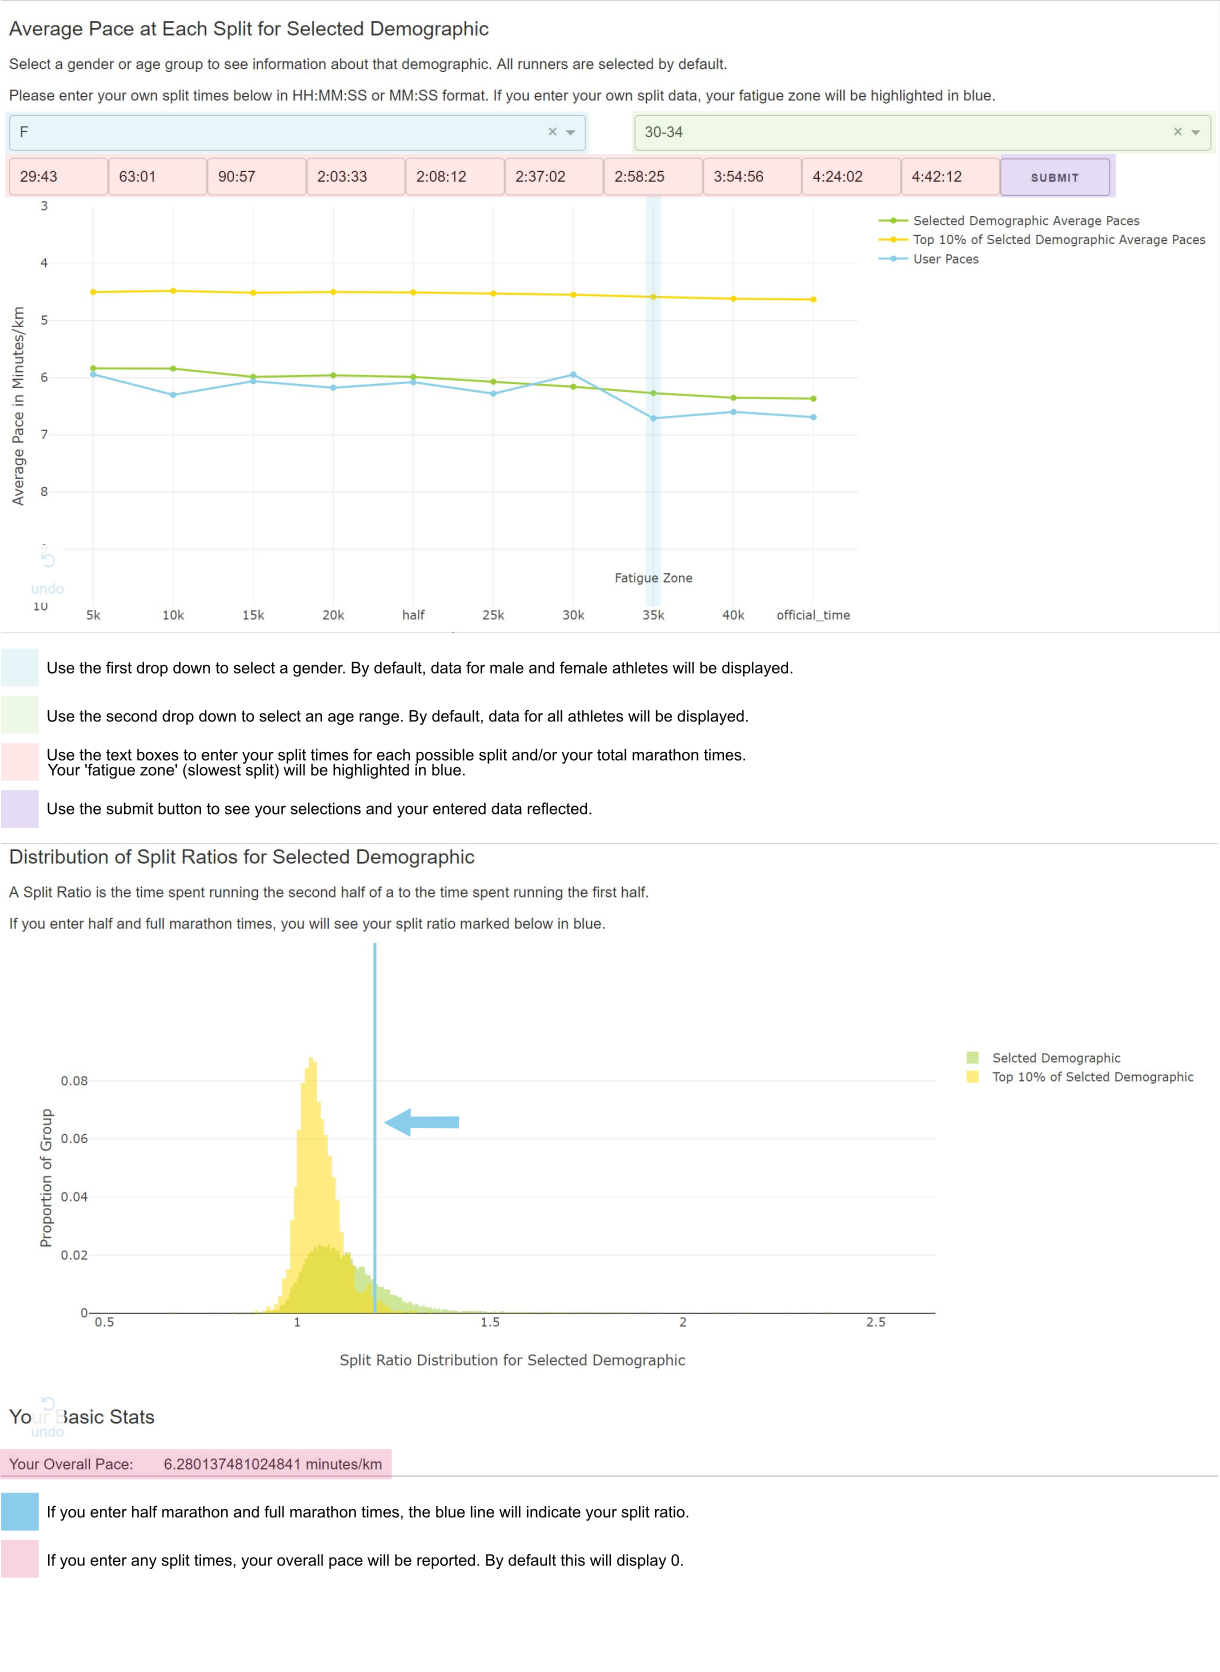 Average Pace at Each Split for Selected Demographic
Select a gender or age group to see information about that demographic. All runners are selected by default.
Please enter your own split times below in HH:MM:SS or MM:SS format. If you enter your own split data, your fatigue zone will be highlighted in blue.
F × 30-34 ×
29:43 63:01 90:57 2:03:33 2:08:12 2:37:02 2:58:25 3:54:56 4:24:02 4:42:12 SUBMIT
Selected Demographic Average Paces
Top 10% of Selcted Demographic Average Paces
User Paces
Average Pace in Minutes/km
3
4
5
6
7
8
undo
10
Fatigue Zone
5k 10k 15k 20k half 25k 30k 35k 40k official_time
Use the first drop down to select a gender. By default, data for male and female athletes will be displayed.
Use the second drop down to select an age range. By default, data for all athletes will be displayed.
Use the text boxes to enter your split times for each possible split and/or your total marathon times.
Your 'fatigue zone' (slowest split) will be highlighted in blue.
Use the submit button to see your selections and your entered data reflected.
Distribution of Split Ratios for Selected Demographic
A Split Ratio is the time spent running the second half of a to the time spent running the first half.
If you enter half and full marathon times, you will see your split ratio marked below in blue.
Selcted Demographic
Top 10% of Selcted Demographic
Proportion of Group
0.08
0.06
0.04
0.02
0
0.5 1 1.5 2 2.5
Split Ratio Distribution for Selected Demographic
Your Basic Stats
undo
Your Overall Pace: 6.280137481024841 minutes/km
If you enter half marathon and full marathon times, the blue line will indicate your split ratio.
If you enter any split times, your overall pace will be reported. By default this will display 0.